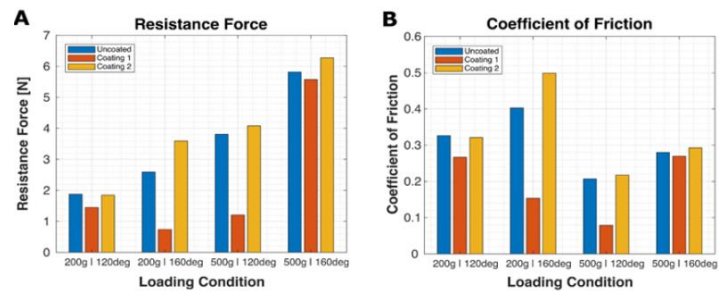 A
Resistance Force
Resistance Force [N]
7
6
5
4
3
2
1
0
Uncoated
Coating 1
Coating 2
200g | 120deg 200g | 160deg 500g | 120deg 500g | 160deg
Loading Condition
B
Coefficient of Friction
Coefficient of Friction
0.6
0.5
0.4
0.3
0.2
0.1
0
Uncoated
Coating 1
Coating 2
200g | 120deg 200g | 160deg 500g | 120deg 500g | 160deg
Loading Condition